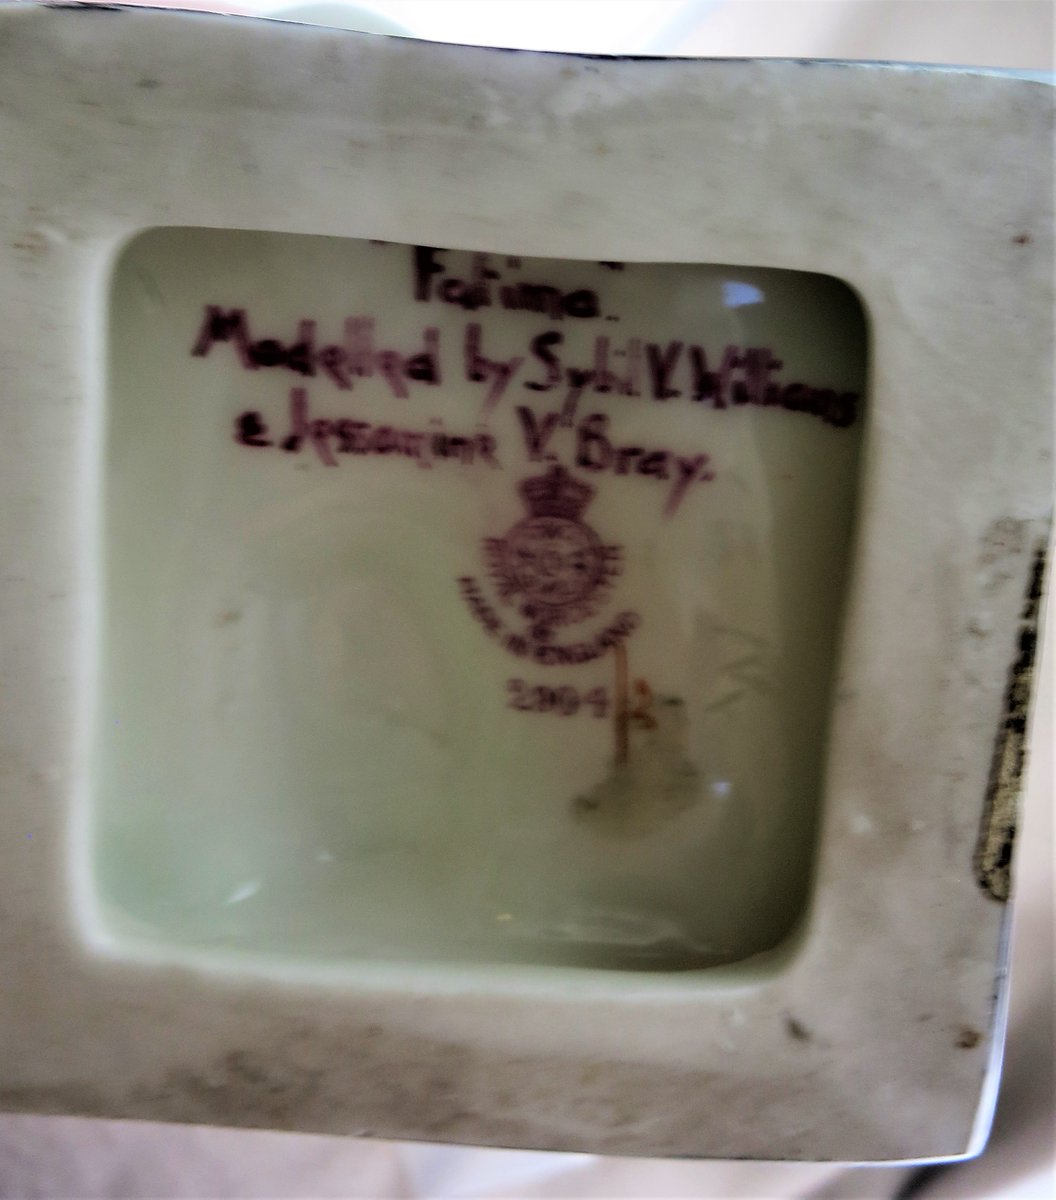 "Fatima"
Modelled by Sybil V. Williams
& Jessamine V. Bray.
MADE IN ENGLAND
2904